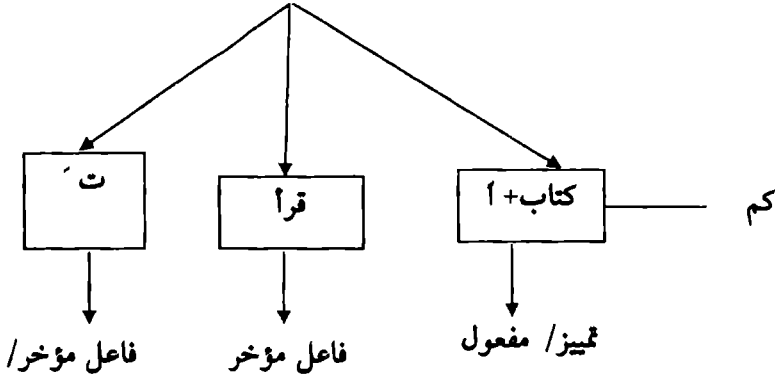 كم
كتاب+ أ
قرأ
تَ
تمييز/ مفعول
فاعل مؤخر
فاعل مؤخر/